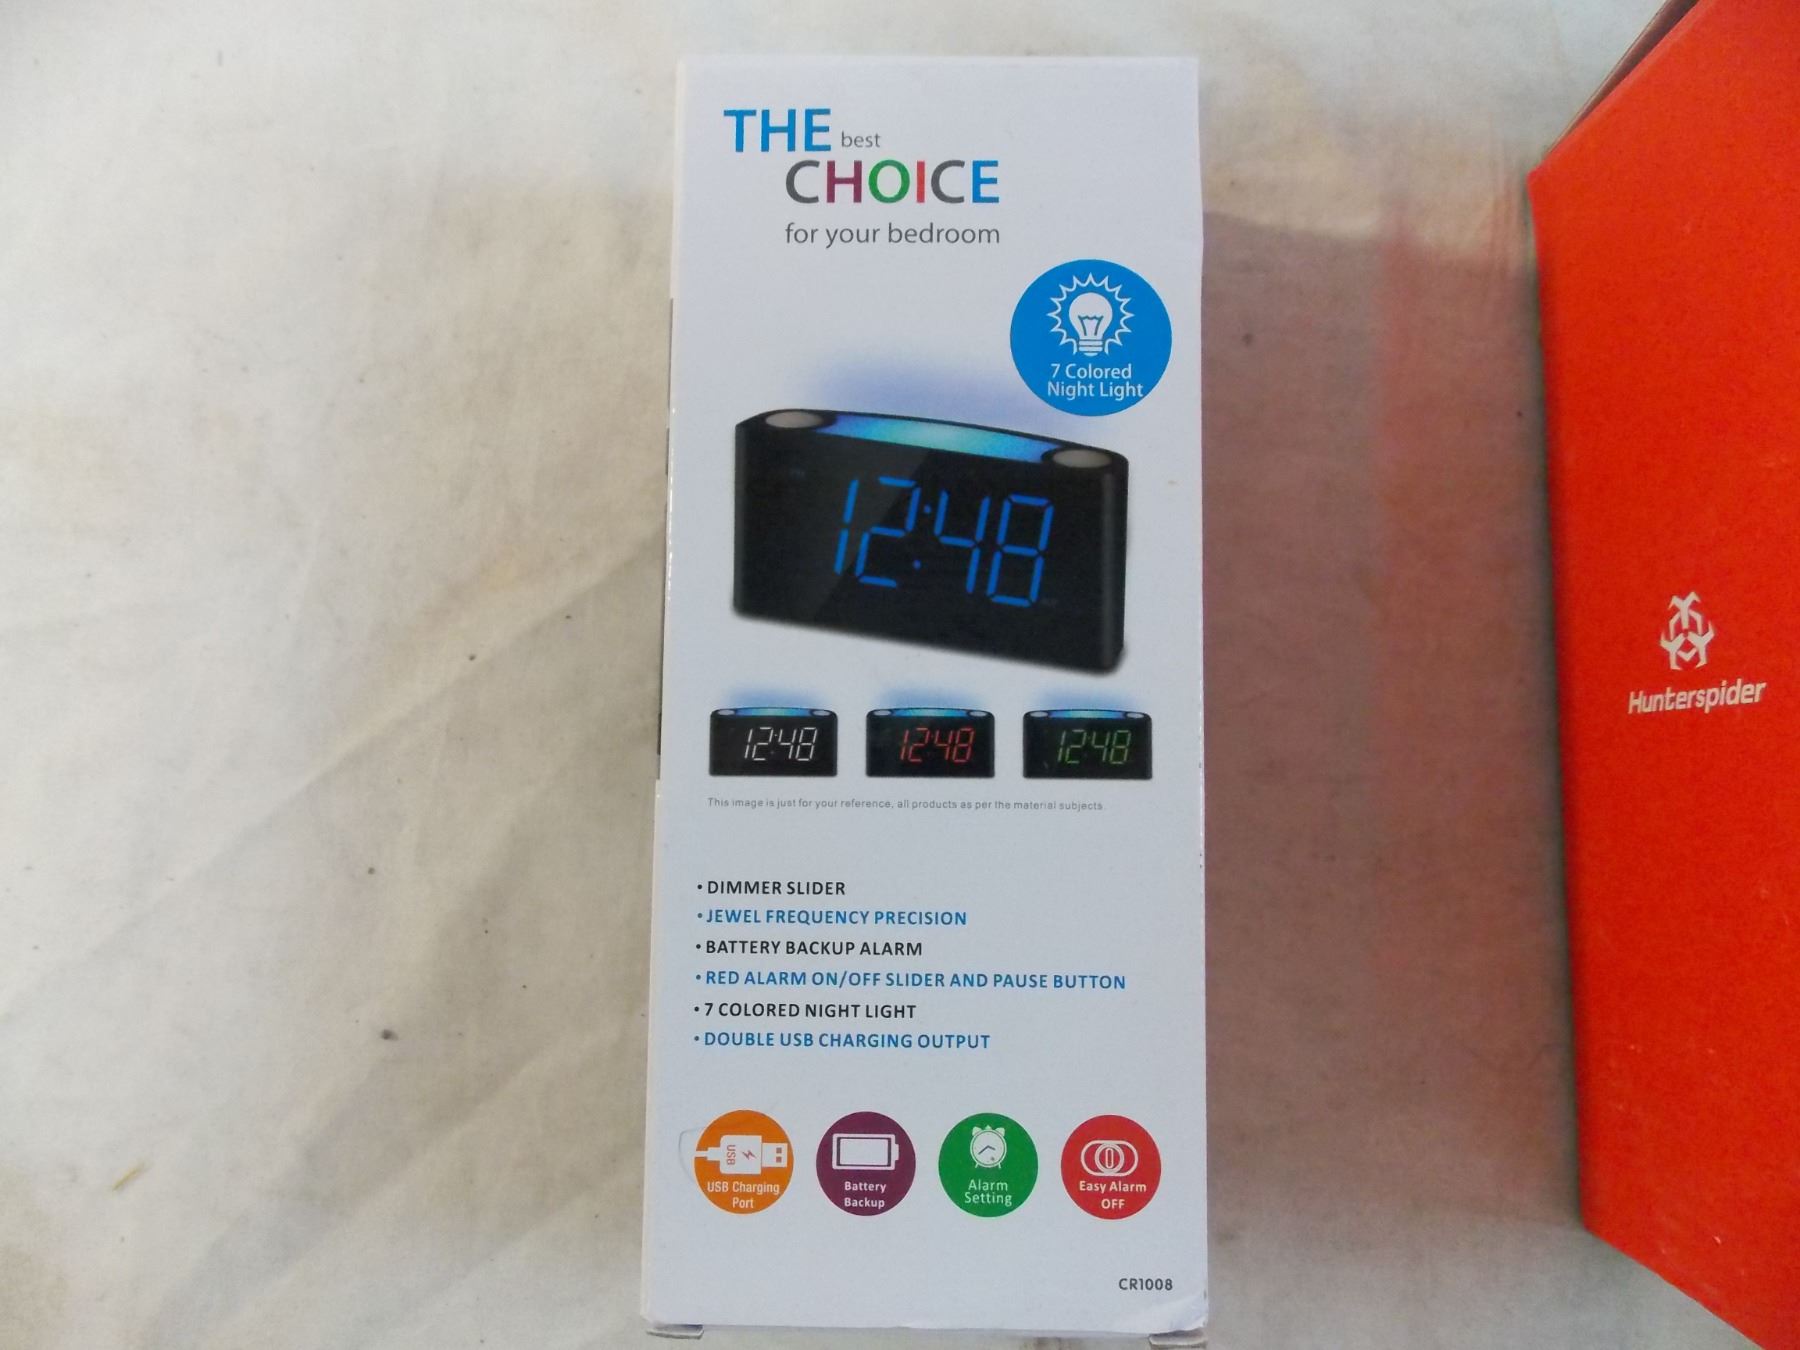 THE best
CHOICE
for your bedroom
7 Colored
Night Light
12:48
12:48
12:48
12:48
This image is just for your reference, all products as per the material subjects.
• DIMMER SLIDER
• JEWEL FREQUENCY PRECISION
• BATTERY BACKUP ALARM
• RED ALARM ON/OFF SLIDER AND PAUSE BUTTON
• 7 COLORED NIGHT LIGHT
• DOUBLE USB CHARGING OUTPUT
USB
USB Charging
Port
Battery
Backup
Alarm
Setting
Easy Alarm
OFF
CR1008
Hunterspider